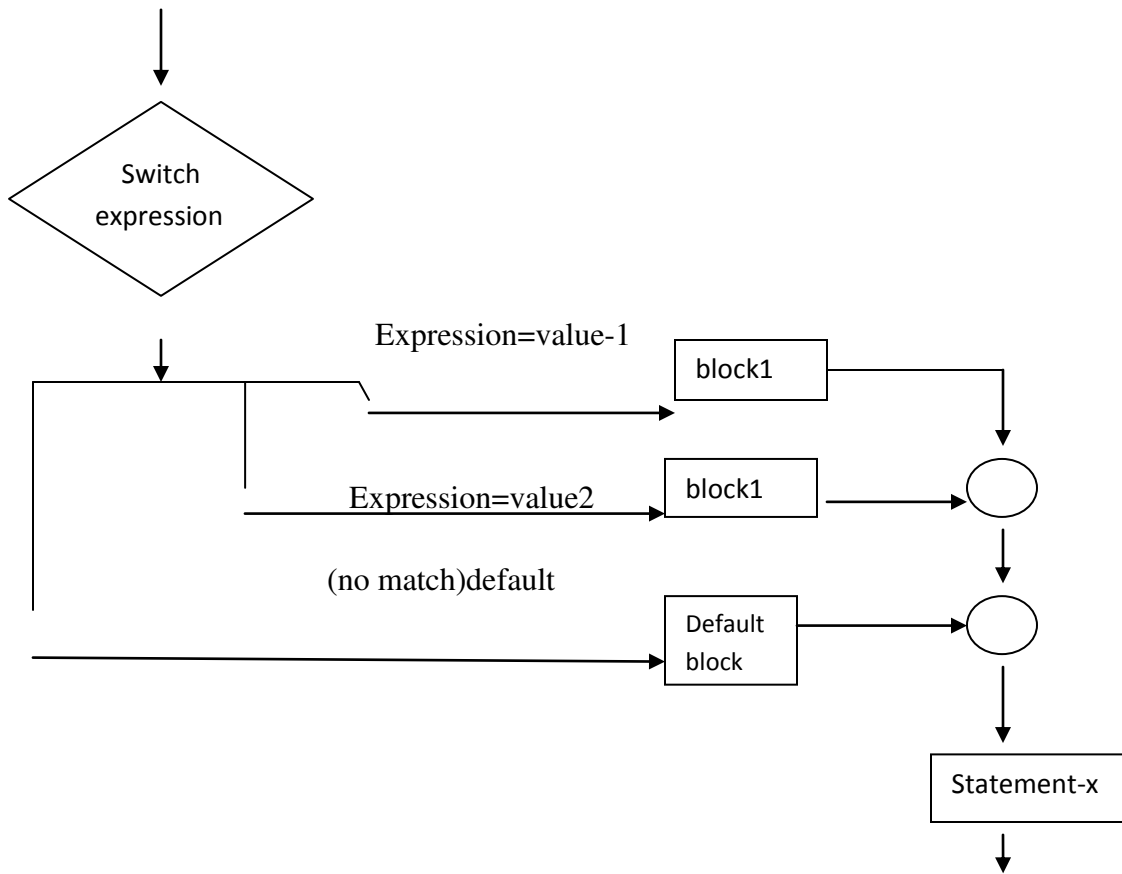 Switch
expression
Expression=value-1
block1
Expression=value2
block1
(no match)default
Default
block
Statement-x